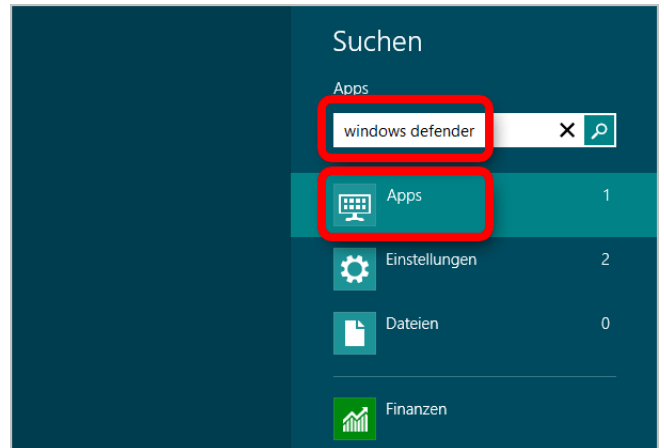 Suchen
Apps
windows defender
Apps 1
Einstellungen 2
Dateien 0
Finanzen